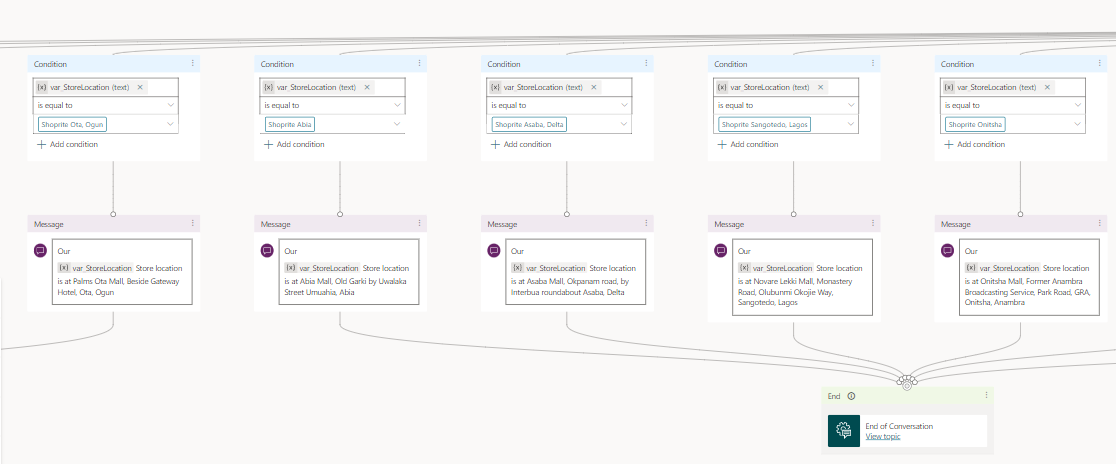 Condition
{x} var_StoreLocation (text) ×
is equal to
Shoprite Ota, Ogun
+ Add condition
Condition
{x} var_StoreLocation (text) ×
is equal to
Shoprite Abia
+ Add condition
Condition
{x} var_StoreLocation (text) ×
is equal to
Shoprite Asaba, Delta
+ Add condition
Condition
{x} var_StoreLocation (text) ×
is equal to
Shoprite Sangotedo, Lagos
+ Add condition
Condition
{x} var_StoreLocation (text) ×
is equal to
Shoprite Onitsha
+ Add condition
Message
Our
{x} var_StoreLocation Store location
is at Palms Ota Mall, Beside Gateway
Hotel, Ota, Ogun
Message
Our
{x} var_StoreLocation Store location
is at Abia Mall, Old Garki by Uwalaka
Street Umuahia, Abia
Message
Our
{x} var_StoreLocation Store location
is at Asaba Mall, Okpanam road, by
Interbua roundabout Asaba, Delta
Message
Our
{x} var_StoreLocation Store location
is at Novare Lekki Mall, Monastery
Road, Olubunmi Okojie Way,
Sangotedo, Lagos
Message
Our
{x} var_StoreLocation Store location
is at Onitsha Mall, Former Anambra
Broadcasting Service, Park Road, GRA,
Onitsha, Anambra
End
End of Conversation
View topic